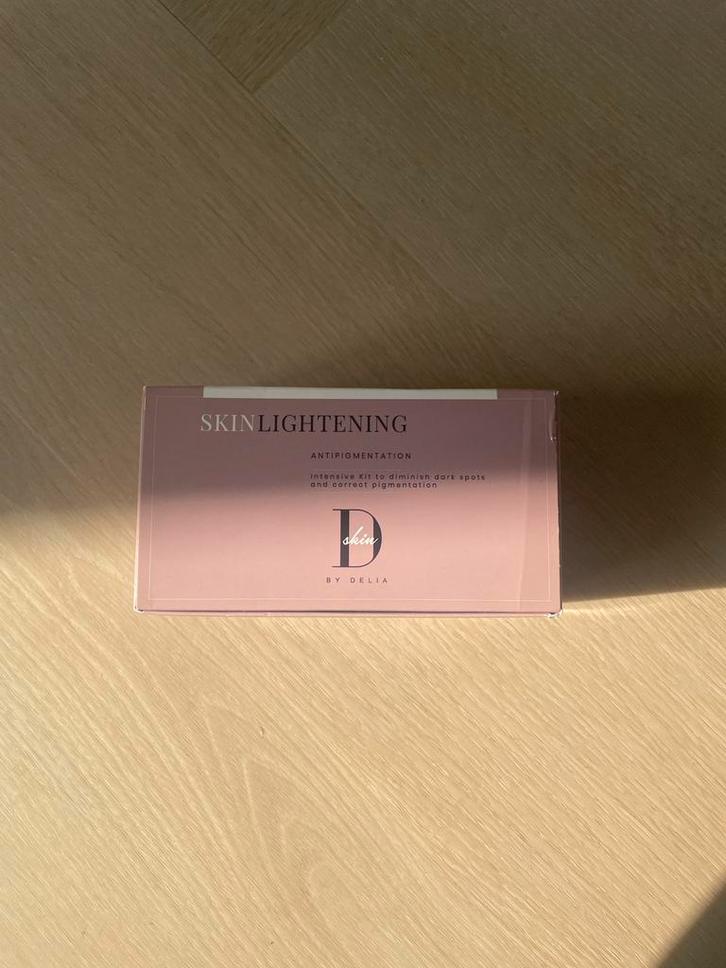 SKINLIGHTENING
ANTIPIGMENTATION
Intensive Kit to diminish dark spots
and correct pigmentation
D
skin
BY DELIA